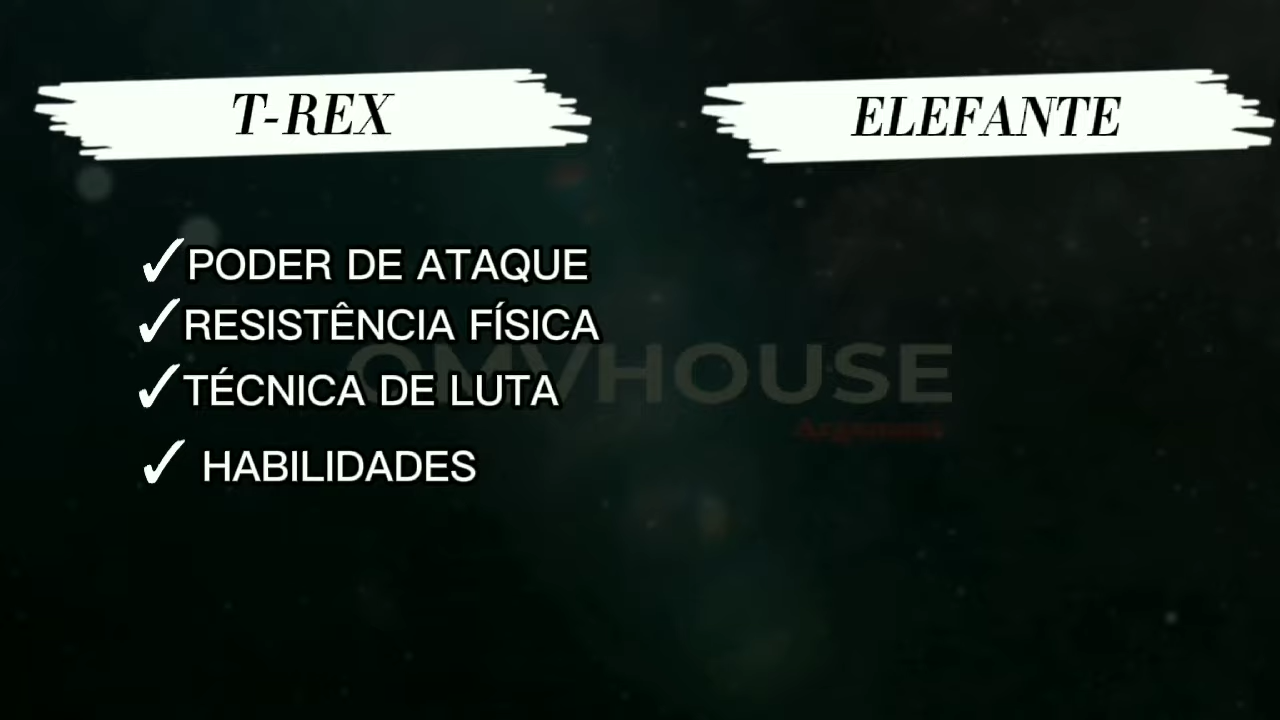 T-REX
ELEFANTE
✓PODER DE ATAQUE
✓RESISTÊNCIA FÍSICA
✓TÉCNICA DE LUTA
✓ HABILIDADES
OMVHOUSE